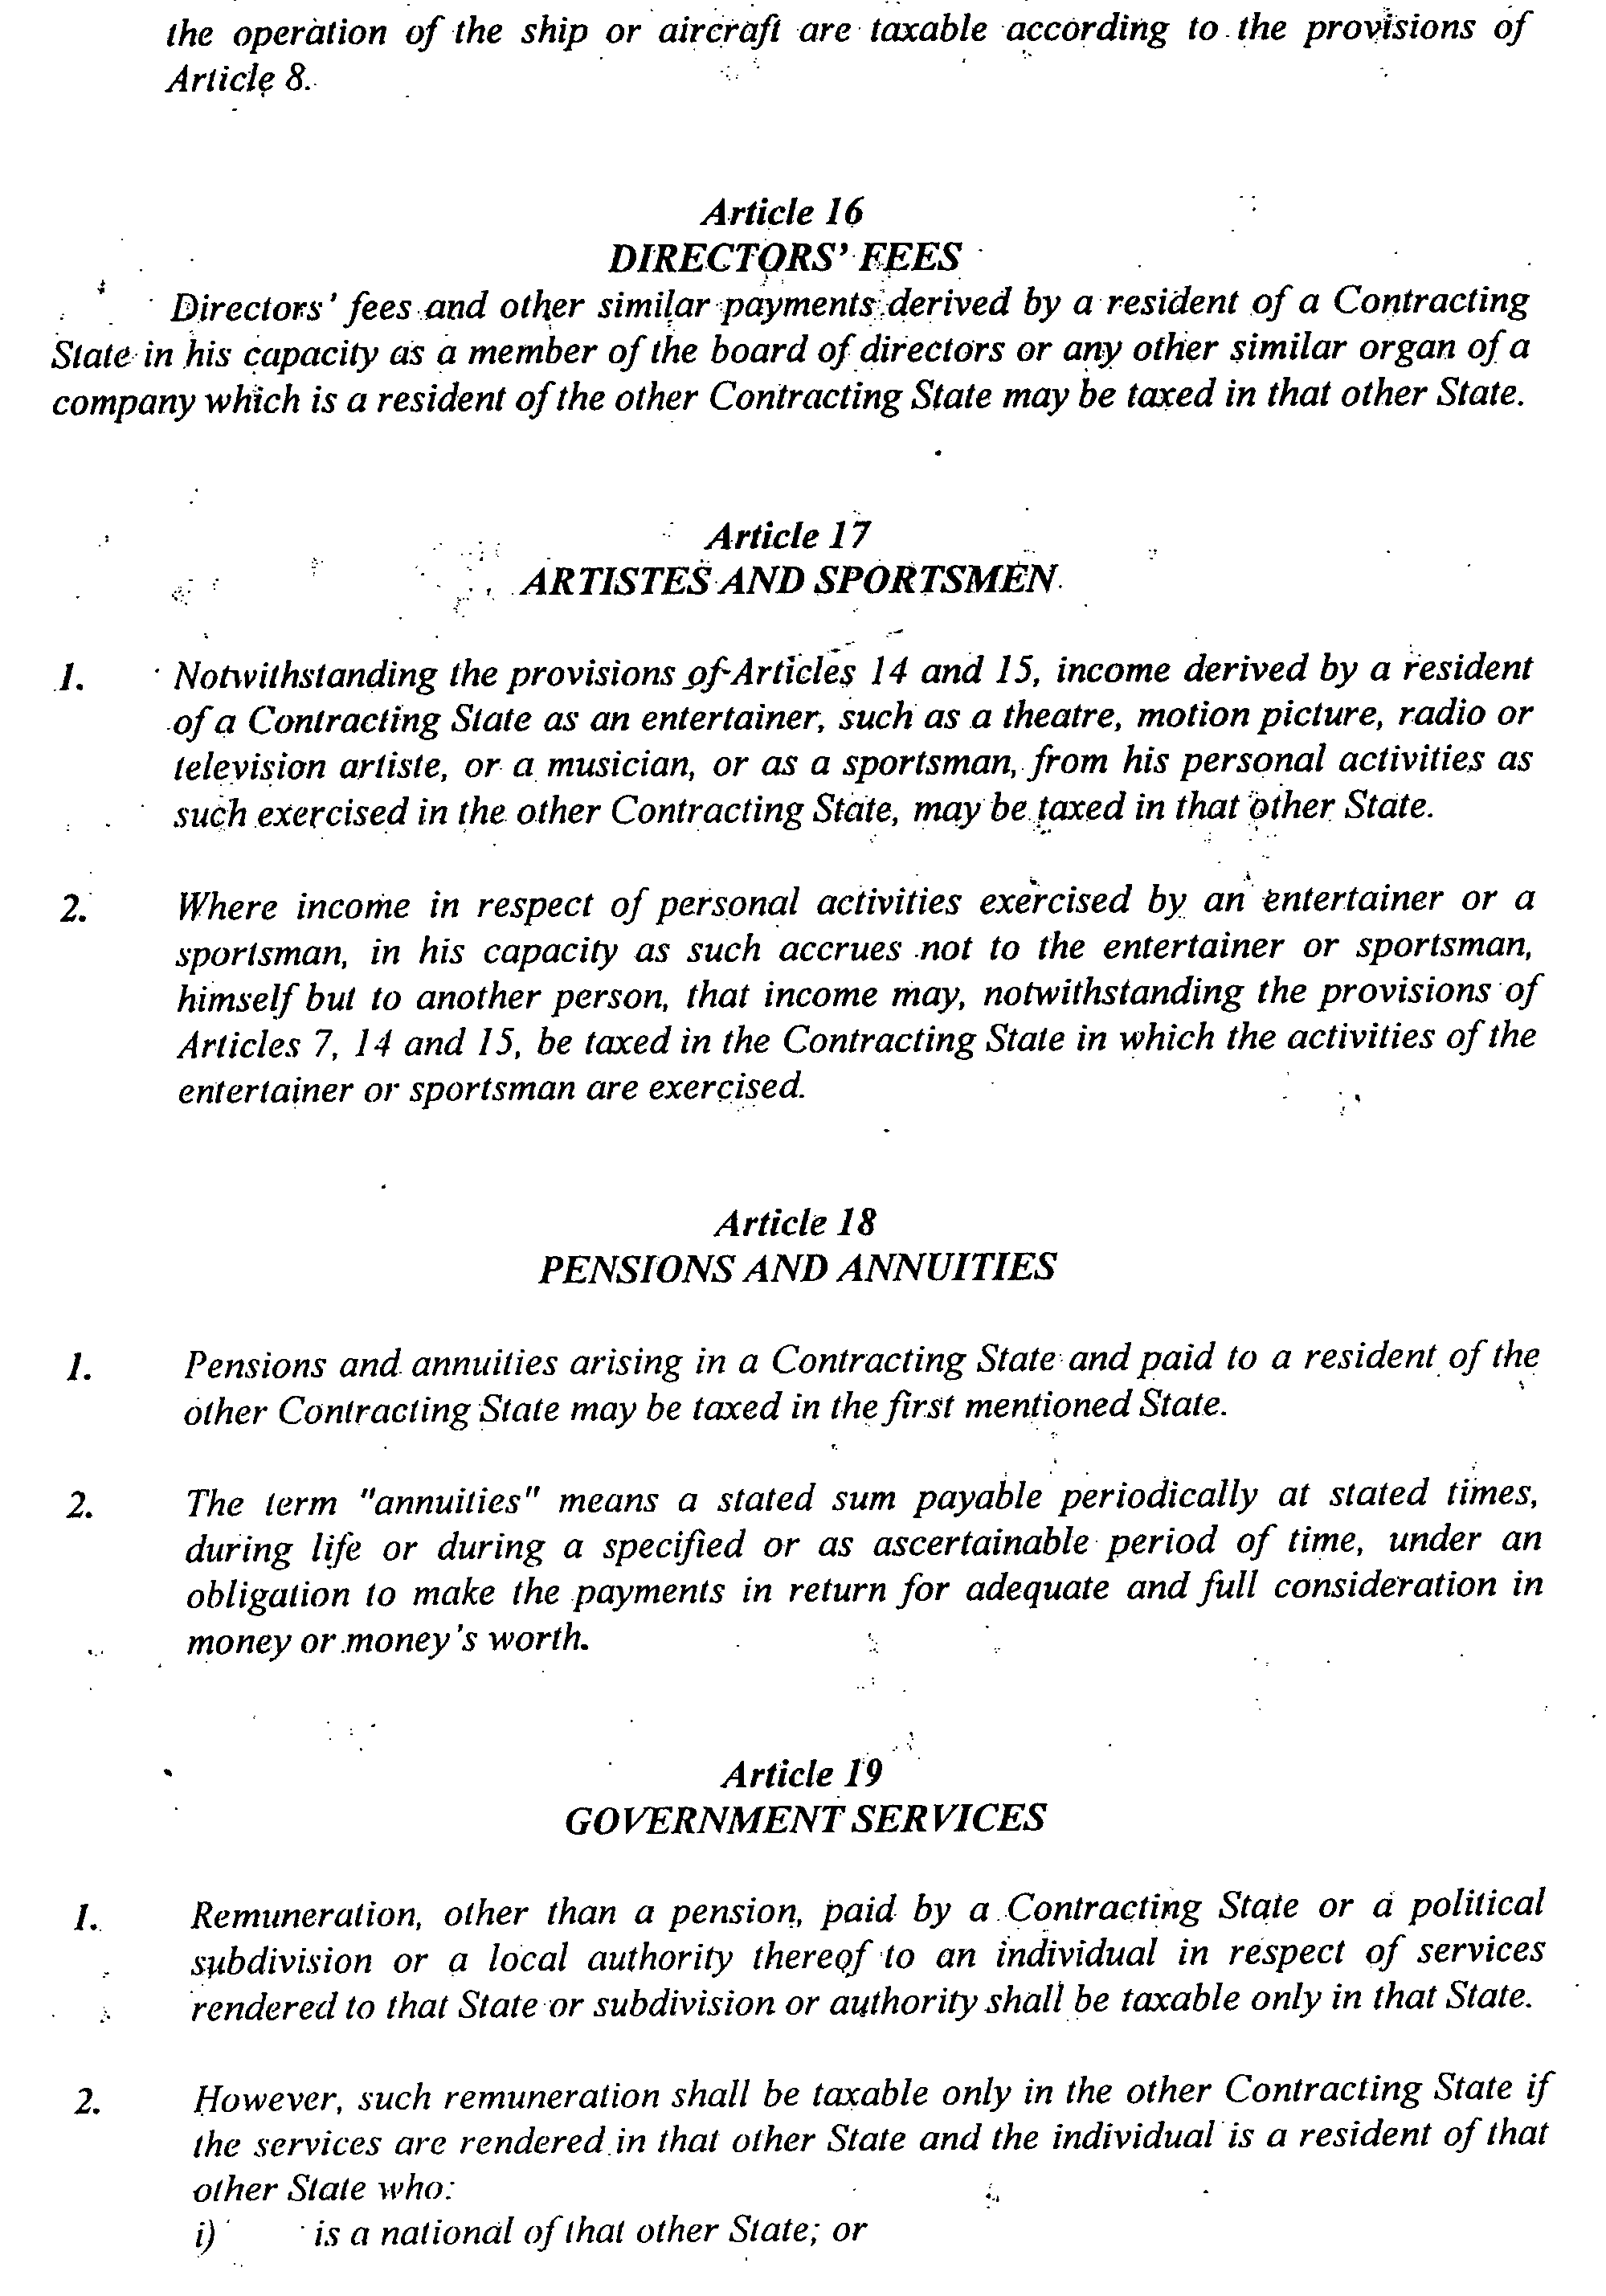 the operation of the ship or aircraft are taxable according to the provisions of
Article 8.
Article 16
DIRECTORS' FEES
Directors' fees and other similar payments derived by a resident of a Contracting
State in his capacity as a member of the board of directors or any other similar organ of a
company which is a resident of the other Contracting State may be taxed in that other State.
Article 17
ARTISTES AND SPORTSMEN
1. Notwithstanding the provisions of Articles 14 and 15, income derived by a resident
of a Contracting State as an entertainer, such as a theatre, motion picture, radio or
television artiste, or a musician, or as a sportsman, from his personal activities as
such exercised in the other Contracting State, may be taxed in that other State.
2. Where income in respect of personal activities exercised by an entertainer or a
sportsman, in his capacity as such accrues not to the entertainer or sportsman,
himself but to another person, that income may, notwithstanding the provisions of
Articles 7, 14 and 15, be taxed in the Contracting State in which the activities of the
entertainer or sportsman are exercised.
Article 18
PENSIONS AND ANNUITIES
1. Pensions and annuities arising in a Contracting State and paid to a resident of the
other Contracting State may be taxed in the first mentioned State.
2. The term "annuities" means a stated sum payable periodically at stated times,
during life or during a specified or as ascertainable period of time, under an
obligation to make the payments in return for adequate and full consideration in
money or money's worth.
Article 19
GOVERNMENT SERVICES
1. Remuneration, other than a pension, paid by a Contracting State or a political
subdivision or a local authority thereof to an individual in respect of services
rendered to that State or subdivision or authority shall be taxable only in that State.
2. However, such remuneration shall be taxable only in the other Contracting State if
the services are rendered in that other State and the individual is a resident of that
other State who:
i) is a national of that other State; or